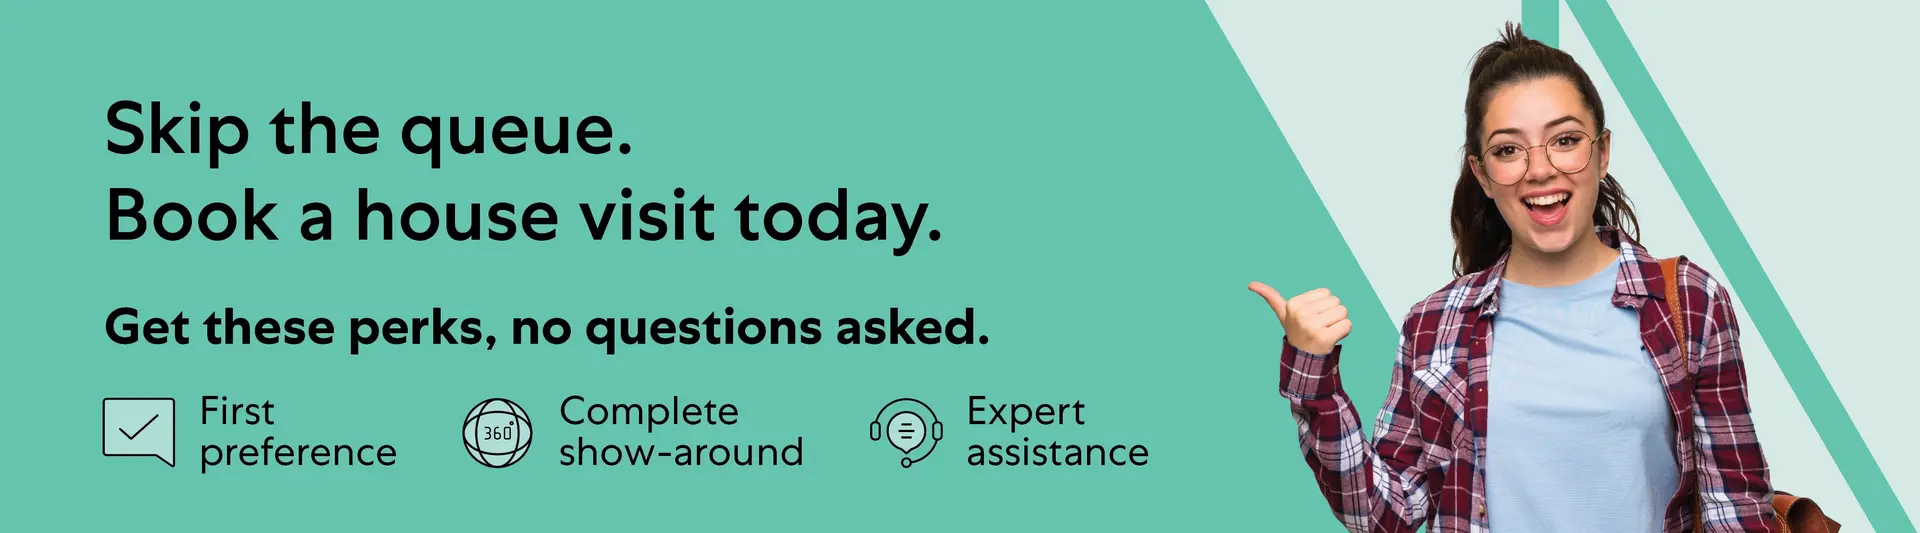 Skip the queue.
Book a house visit today.
Get these perks, no questions asked.
First
preference
360°
Complete
show-around
Expert
assistance